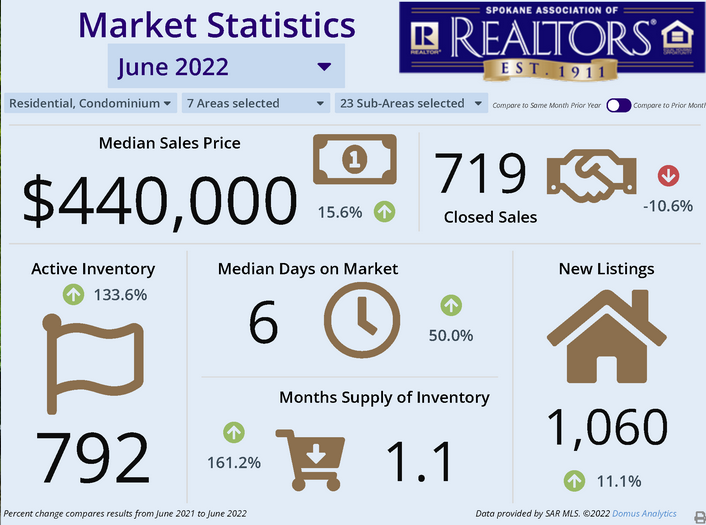 Market Statistics
June 2022
SPOKANE ASSOCIATION OF
REALTORS®
EST. 1911
R
REALTOR®
Residential, Condominium
7 Areas selected
23 Sub-Areas selected
Compare to Same Month Prior Year
Compare to Prior Month
Median Sales Price
$440,000
1
15.6%
719
Closed Sales
-10.6%
Active Inventory
133.6%
792
Median Days on Market
6
50.0%
Months Supply of Inventory
161.2%
1.1
New Listings
1,060
11.1%
Percent change compares results from June 2021 to June 2022
Data provided by SAR MLS. ©2022 Domus Analytics